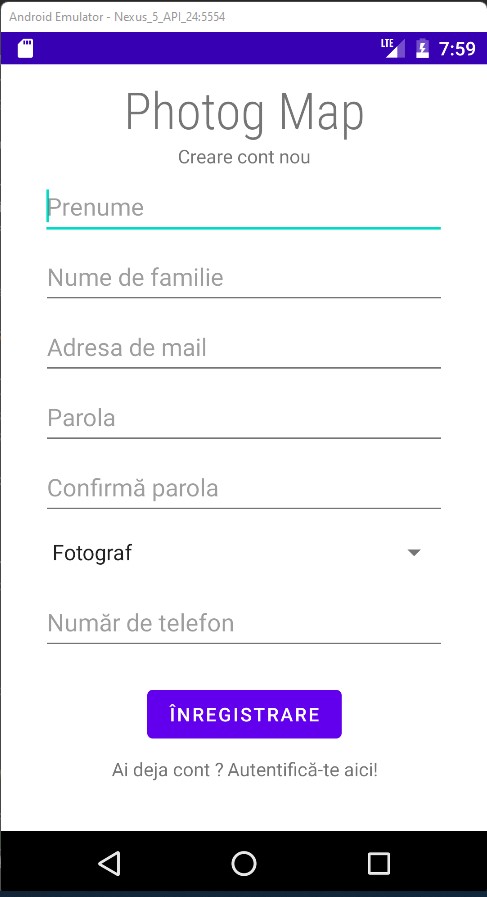 Android Emulator - Nexus_5_API_24:5554
LTE 7:59
Photog Map
Creare cont nou
Prenume
Nume de familie
Adresa de mail
Parola
Confirmă parola
Fotograf
Număr de telefon
ÎNREGISTRARE
Ai deja cont ? Autentifică-te aici!